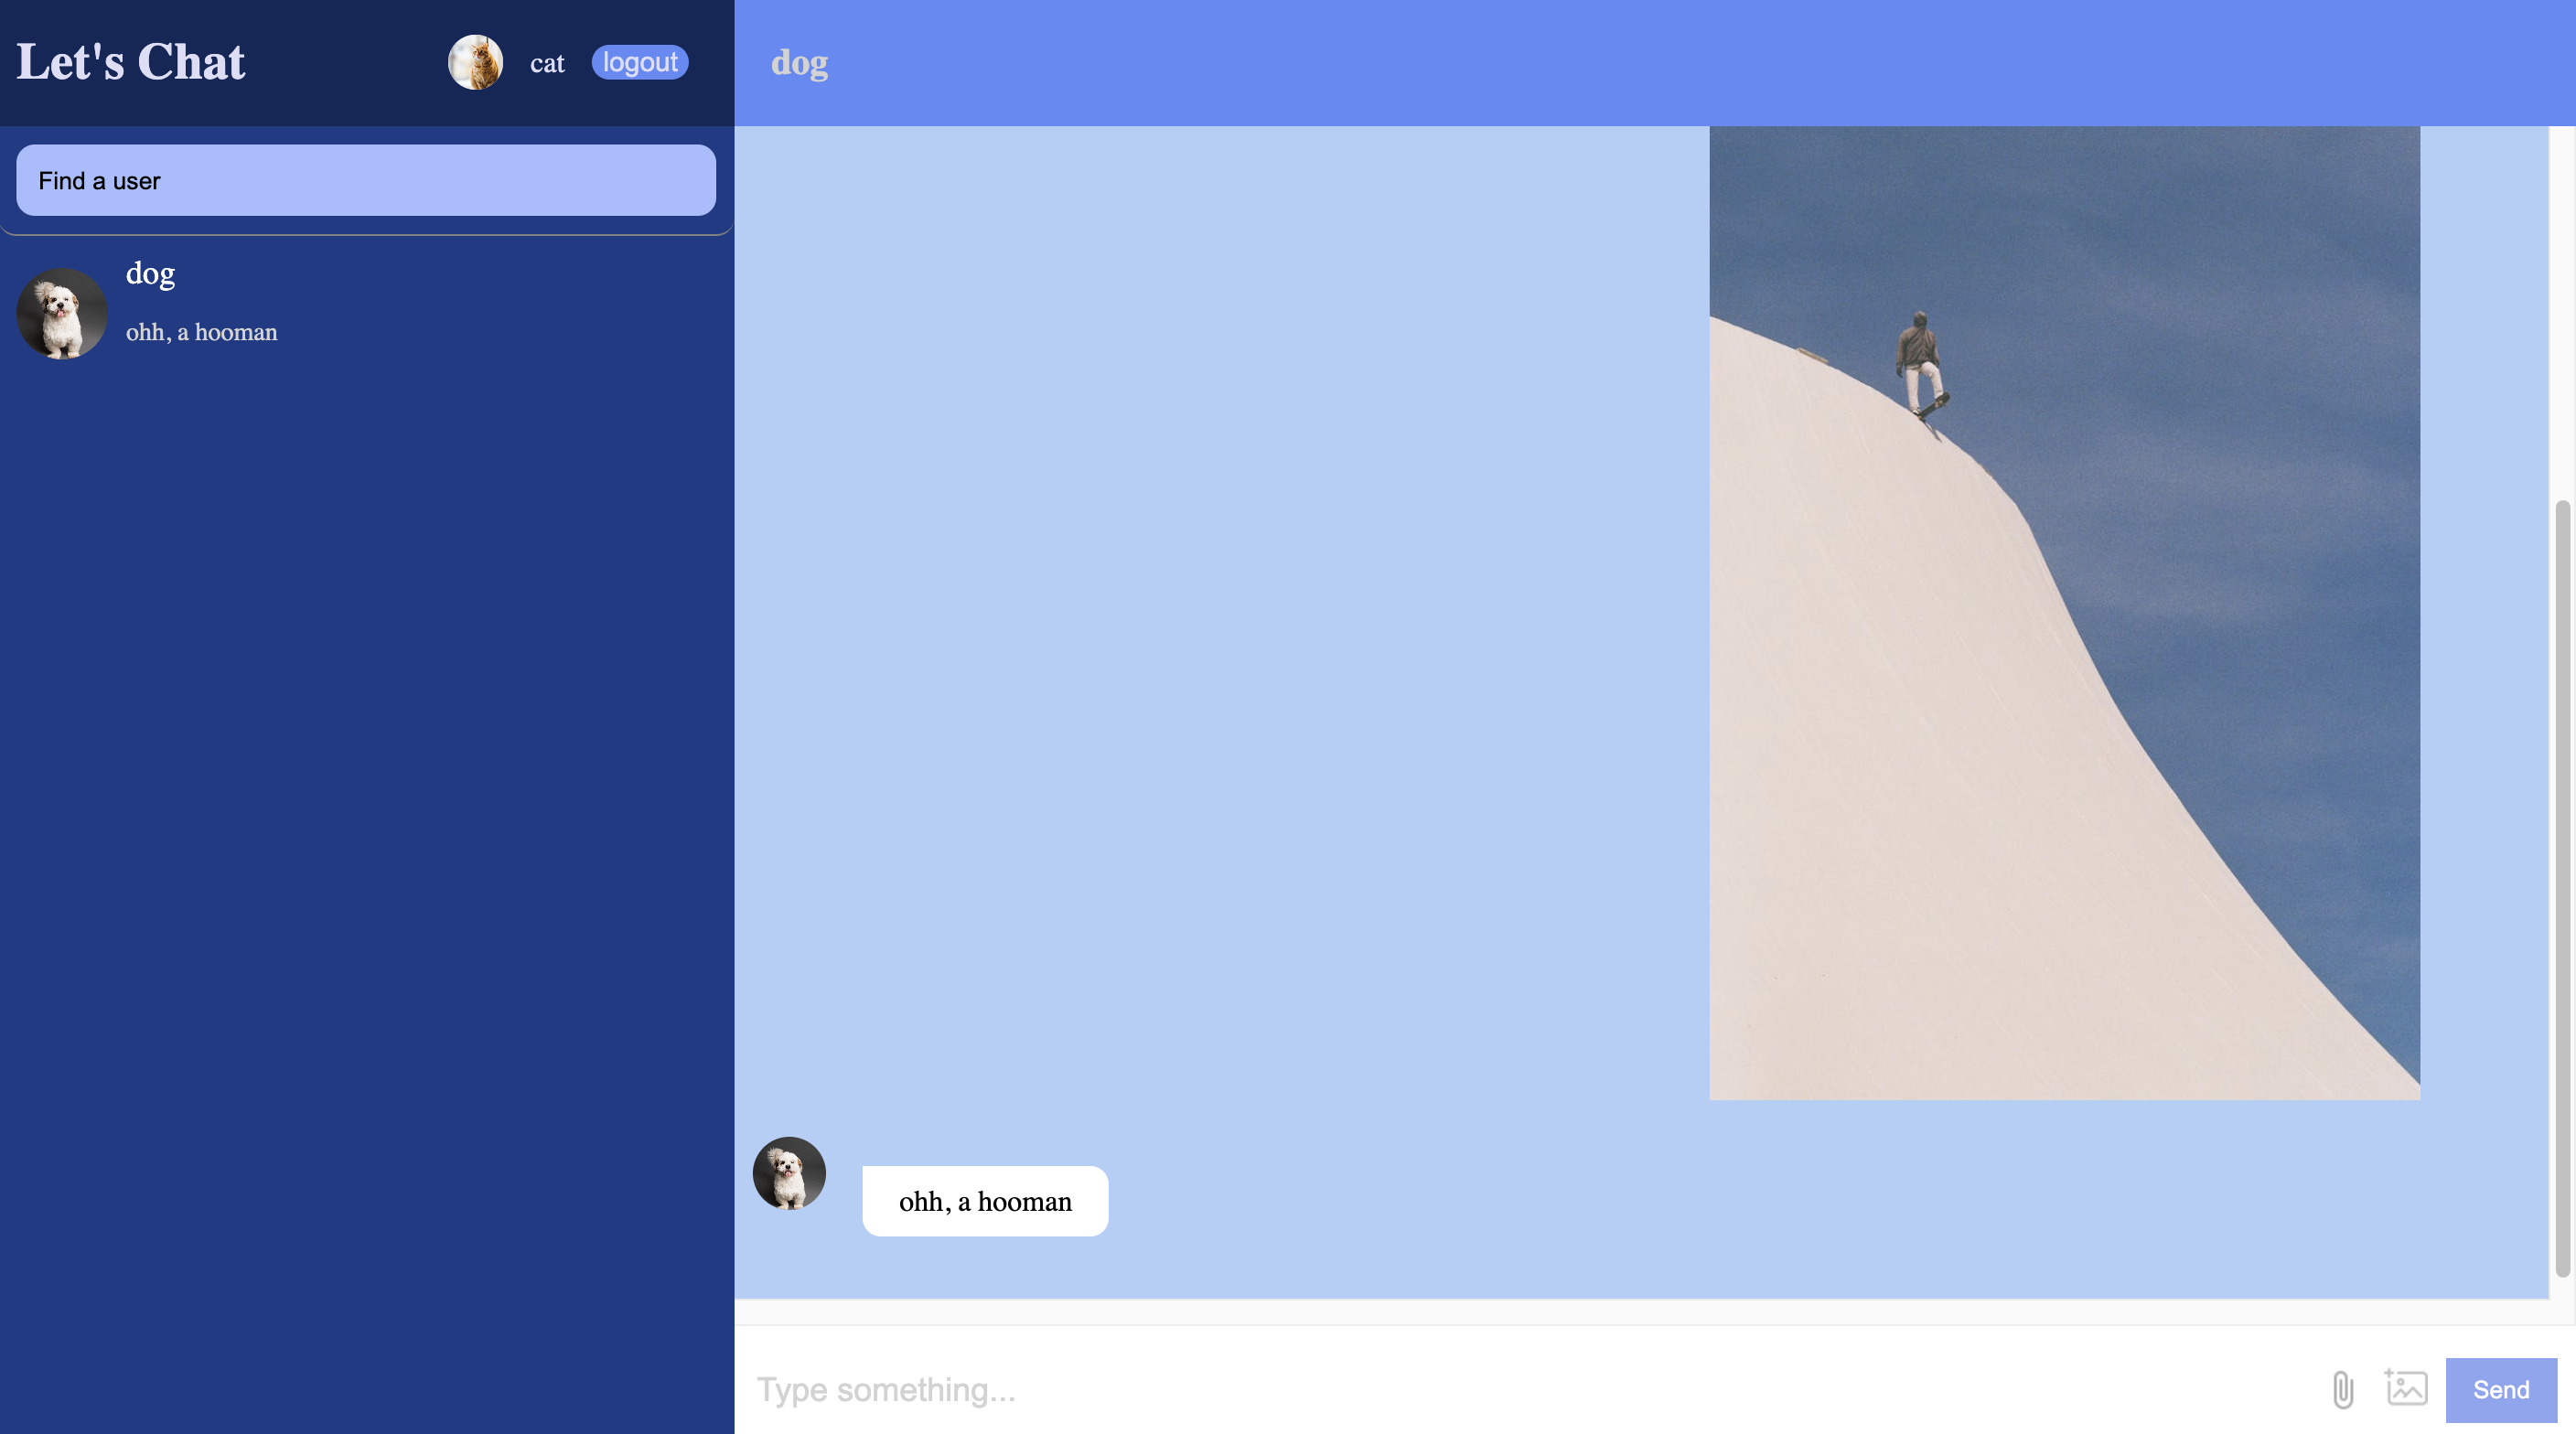 Let's Chat
cat
logout
dog
Find a user
dog
ohh, a hooman
ohh, a hooman
Type something...
Send